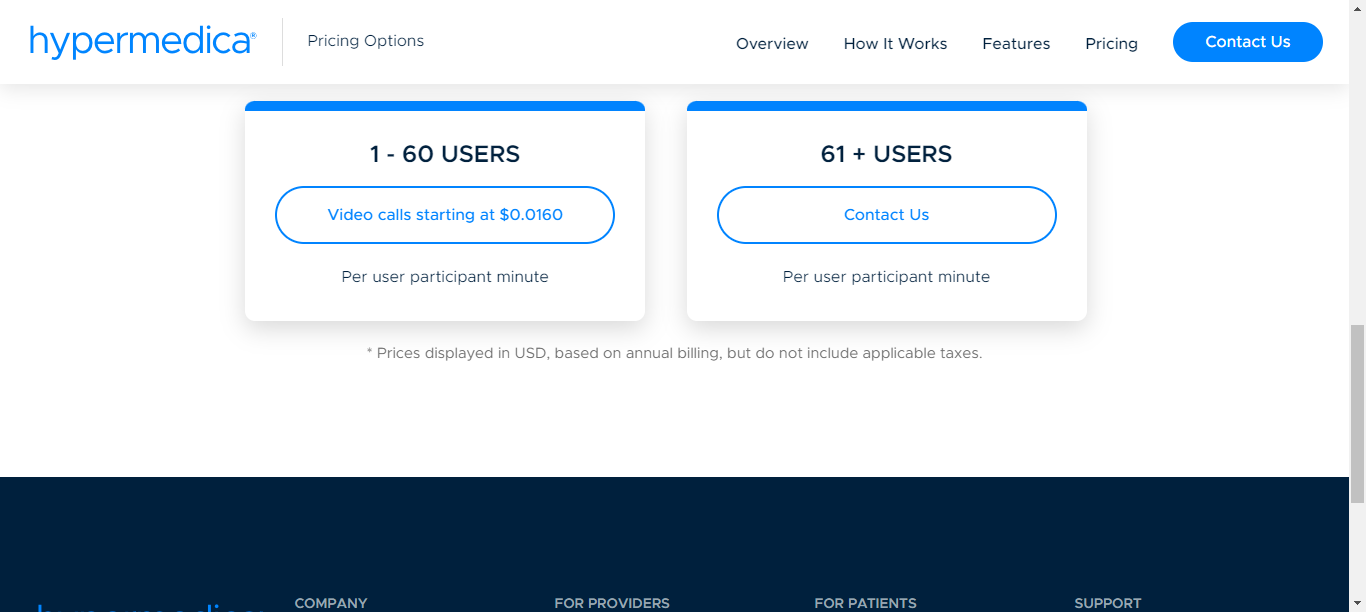 hypermedica®
Pricing Options
Overview
How It Works
Features
Pricing
Contact Us
1 - 60 USERS
Video calls starting at $0.0160
Per user participant minute
61 + USERS
Contact Us
Per user participant minute
* Prices displayed in USD, based on annual billing, but do not include applicable taxes.
hypermedica
COMPANY
FOR PROVIDERS
FOR PATIENTS
SUPPORT